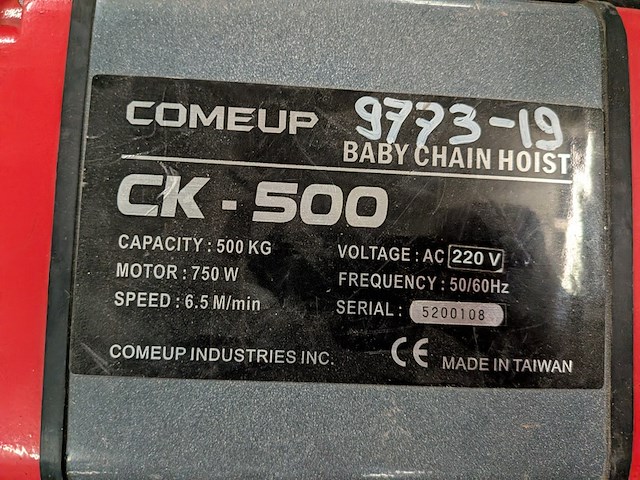 COMEUP 9773-19
BABY CHAIN HOIST
CK - 500
CAPACITY : 500 KG
MOTOR : 750 W
SPEED : 6.5 M/min
VOLTAGE : AC 220 V
FREQUENCY : 50/60Hz
SERIAL : 5200108
COMEUP INDUSTRIES INC. CE MADE IN TAIWAN